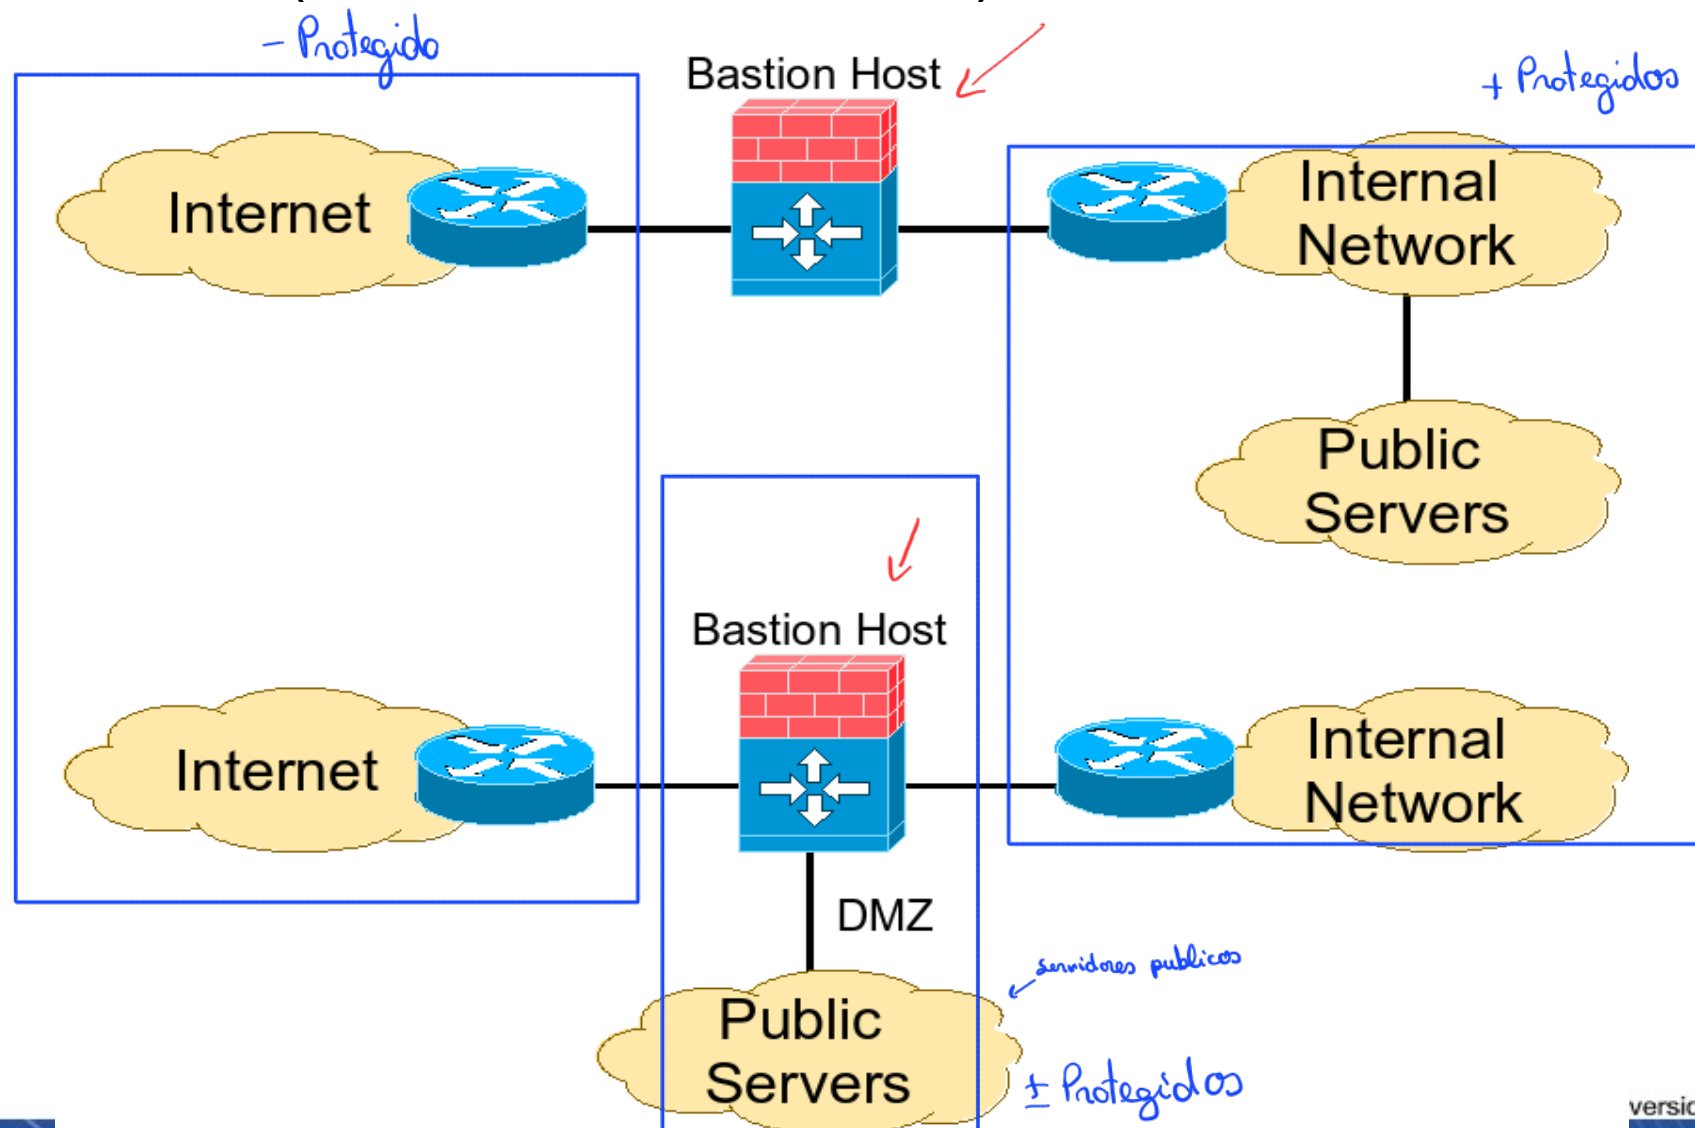 - Protegido
Bastion Host
+ Protegidos
Internet
Internal
Network
Public
Servers
Bastion Host
Internet
Internal
Network
DMZ
servidores publicos
Public
Servers
± Protegidos